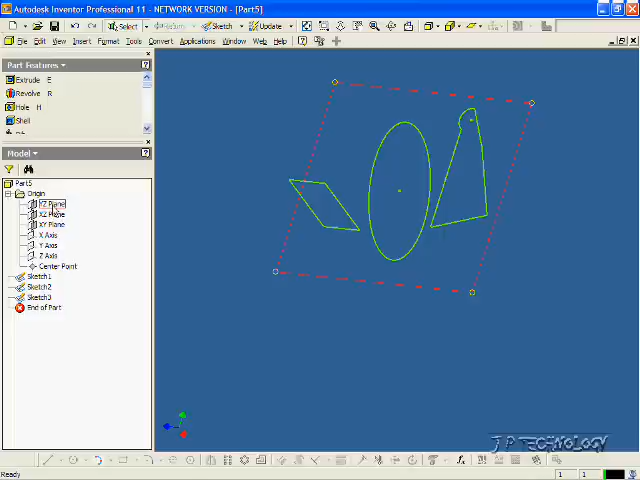 Autodesk Inventor Professional 11 - NETWORK VERSION - [Part5]
Select Return Sketch Update
File Edit View Insert Format Tools Convert Applications Window Web Help
Part Features
Extrude E
Revolve R
Hole H
Shell
Model
Part5
Origin
YZ Plane
XZ Plane
XY Plane
X Axis
Y Axis
Z Axis
Center Point
Sketch1
Sketch2
Sketch3
End of Part
JP TECHNOLOGY
Ready 1 1